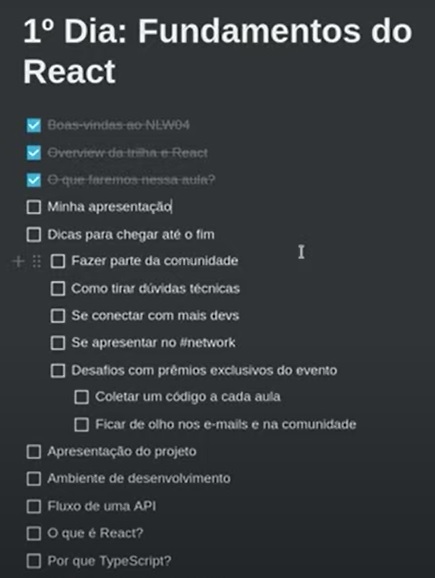 1º Dia: Fundamentos do
React
Boas-vindas ao NLW04
Overview da trilha e React
O que faremos nessa aula?
Minha apresentação
Dicas para chegar até o fim
Fazer parte da comunidade
Como tirar dúvidas técnicas
Se conectar com mais devs
Se apresentar no #network
Desafios com prêmios exclusivos do evento
Coletar um código a cada aula
Ficar de olho nos e-mails e na comunidade
Apresentação do projeto
Ambiente de desenvolvimento
Fluxo de uma API
O que é React?
Por que TypeScript?